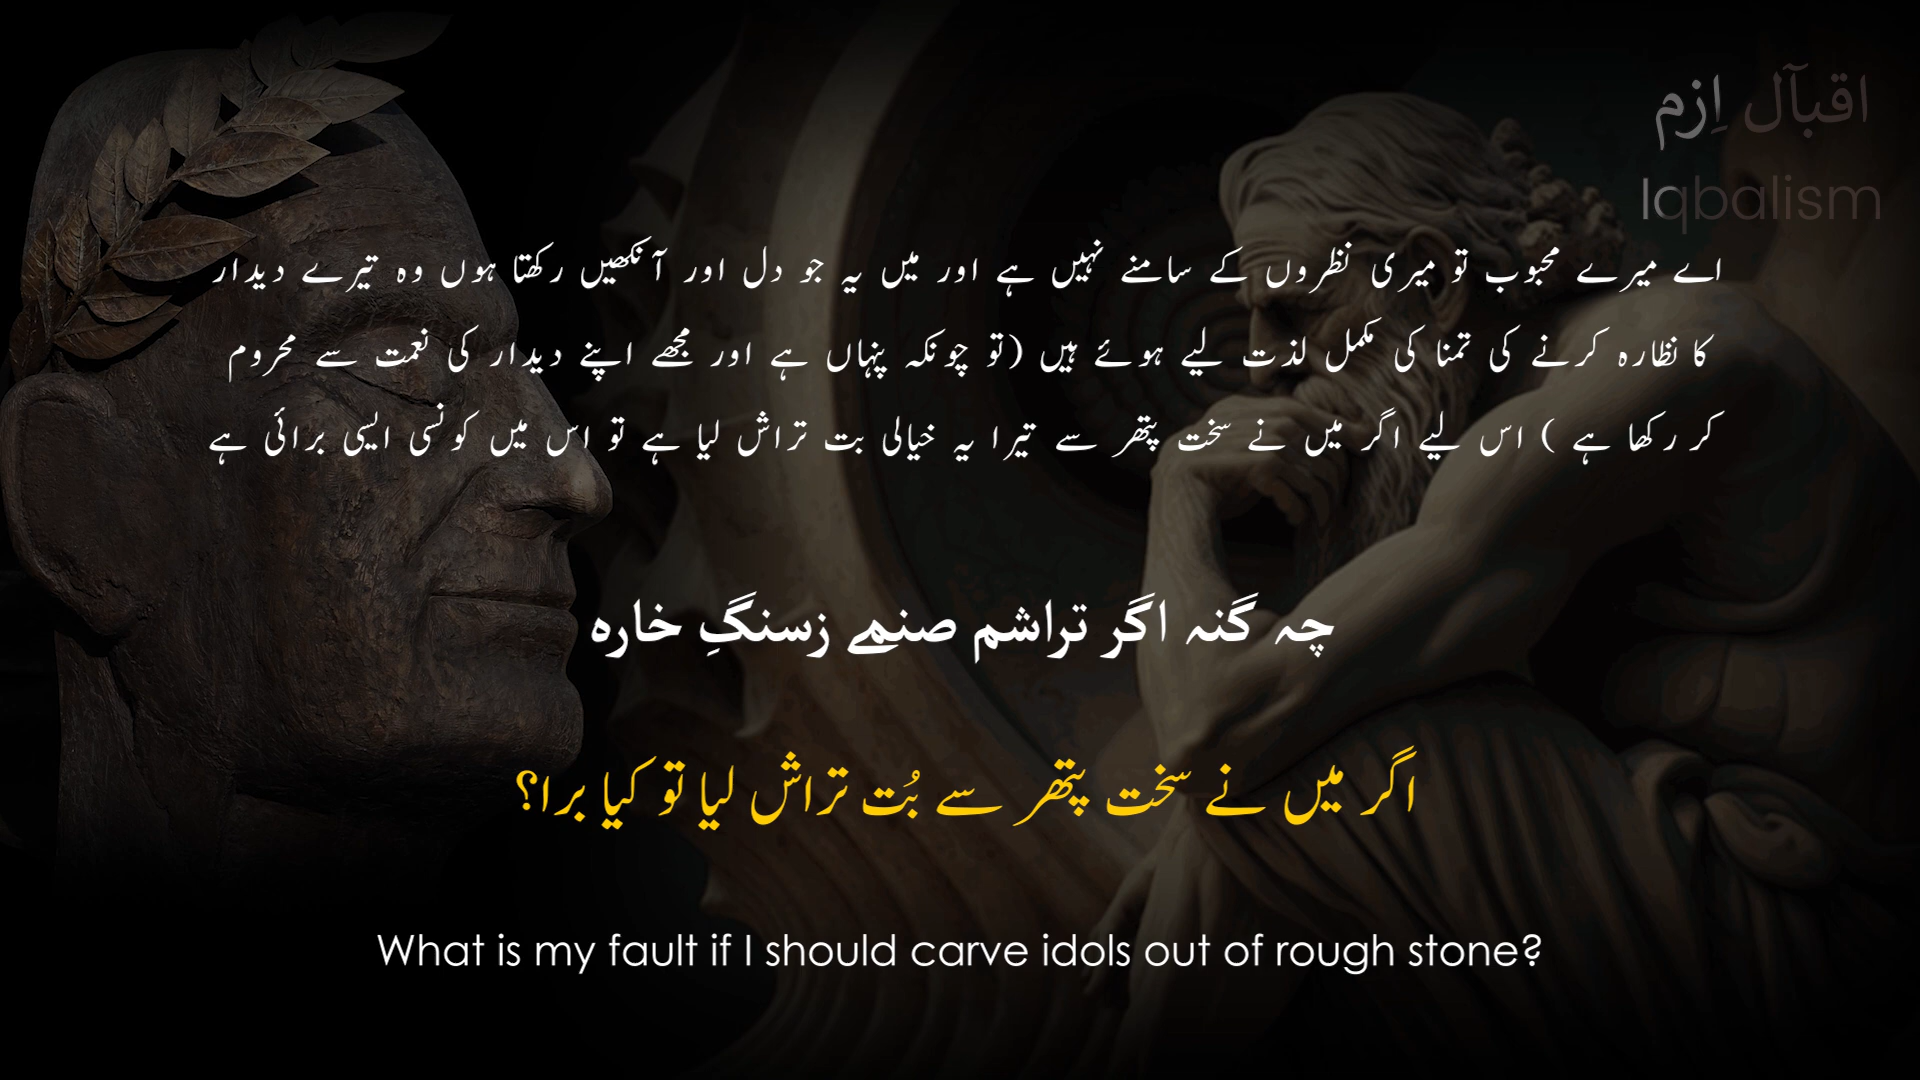 اقبآل اِزم
Iqbalism
اے میرے محبوب تو میری نظروں کے سامنے نہیں ہے اور میں یہ جو دل اور آنکھیں رکھتا ہوں وہ تیرے دیدار
کا نظارہ کرنے کی تمنا کی مکمل لذت لیے ہوئے ہیں (تو چونکہ پنہاں ہے اور مجھے اپنے دیدار کی نعمت سے محروم
کر رکھا ہے ) اس لیے اگر میں نے سخت پتھر سے تیرا یہ خیالی بت تراش لیا ہے تو اس میں کونسی ایسی برائی ہے
چہ گنہ اگر تراشم صنمے زسنگِ خارہ
اگر میں نے سخت پتھر سے بُت تراش لیا تو کیا برا؟
What is my fault if I should carve idols out of rough stone?